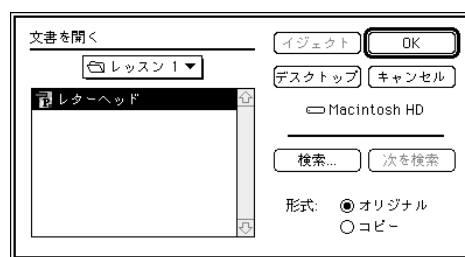 文書を開く
レッスン 1▼
レターヘッド
イジェクト
OK
デスクトップ
キャンセル
Macintosh HD
検索...
次を検索
形式:
オリジナル
コピー